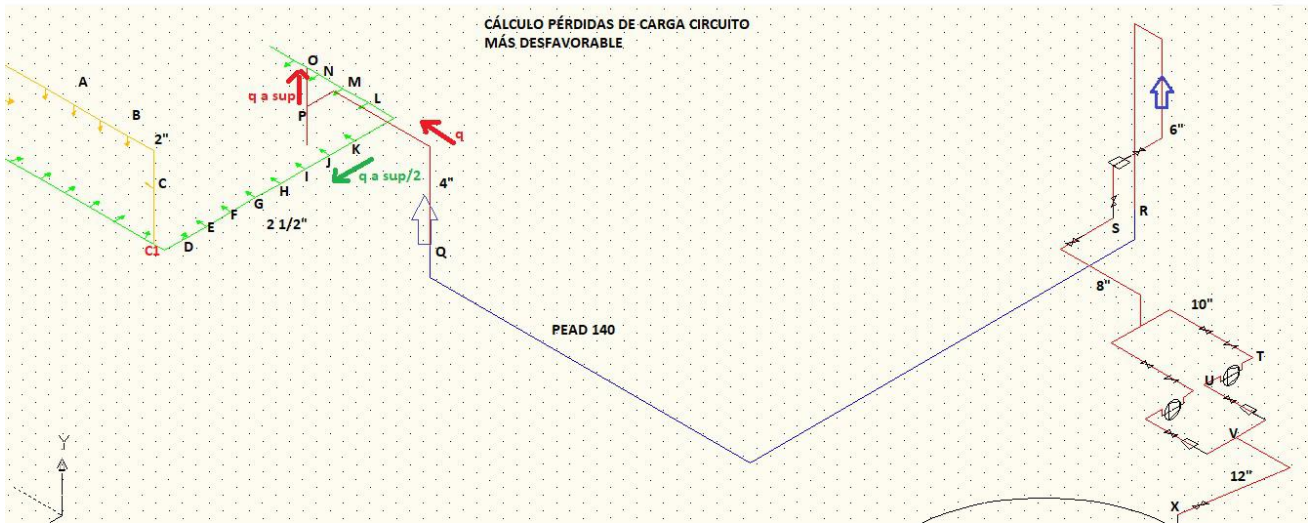 CÁLCULO PÉRDIDAS DE CARGA CIRCUITO
MÁS DESFAVORABLE
A
B
2"
C
C1
D
E
F
G
H
I
J
K
2 1/2"
O
N
M
L
q a sup
P
q
q a sup/2
4"
Q
PEAD 140
6"
R
S
8"
10"
T
U
V
12"
X
Y